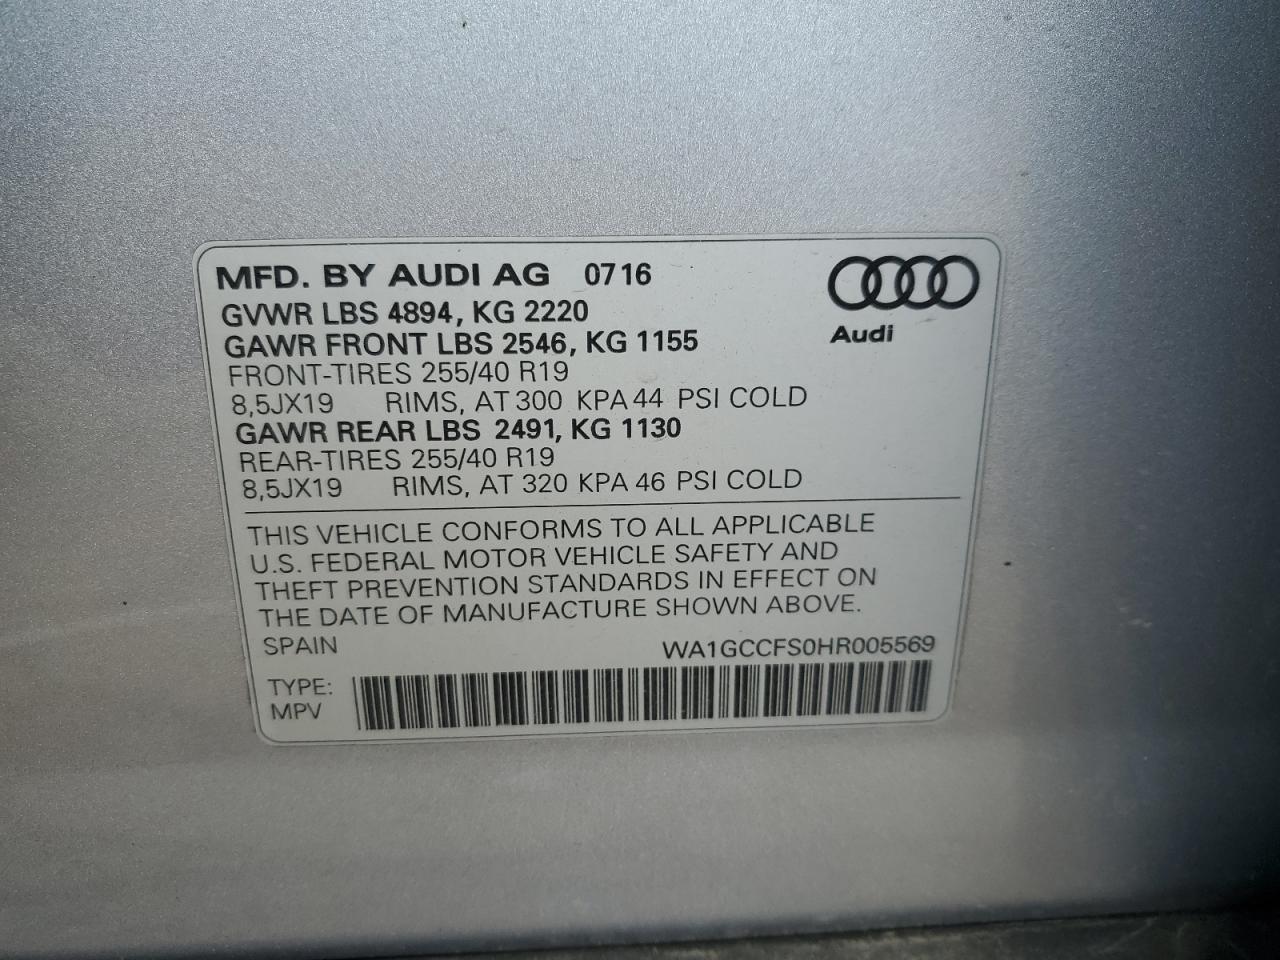 MFD. BY AUDI AG 0716
Audi
GVWR LBS 4894, KG 2220
GAWR FRONT LBS 2546, KG 1155
FRONT-TIRES 255/40 R19
8,5JX19 RIMS, AT 300 KPA 44 PSI COLD
GAWR REAR LBS 2491, KG 1130
REAR-TIRES 255/40 R19
8,5JX19 RIMS, AT 320 KPA 46 PSI COLD
THIS VEHICLE CONFORMS TO ALL APPLICABLE
U.S. FEDERAL MOTOR VEHICLE SAFETY AND
THEFT PREVENTION STANDARDS IN EFFECT ON
THE DATE OF MANUFACTURE SHOWN ABOVE.
SPAIN WA1GCCFS0HR005569
TYPE:
MPV